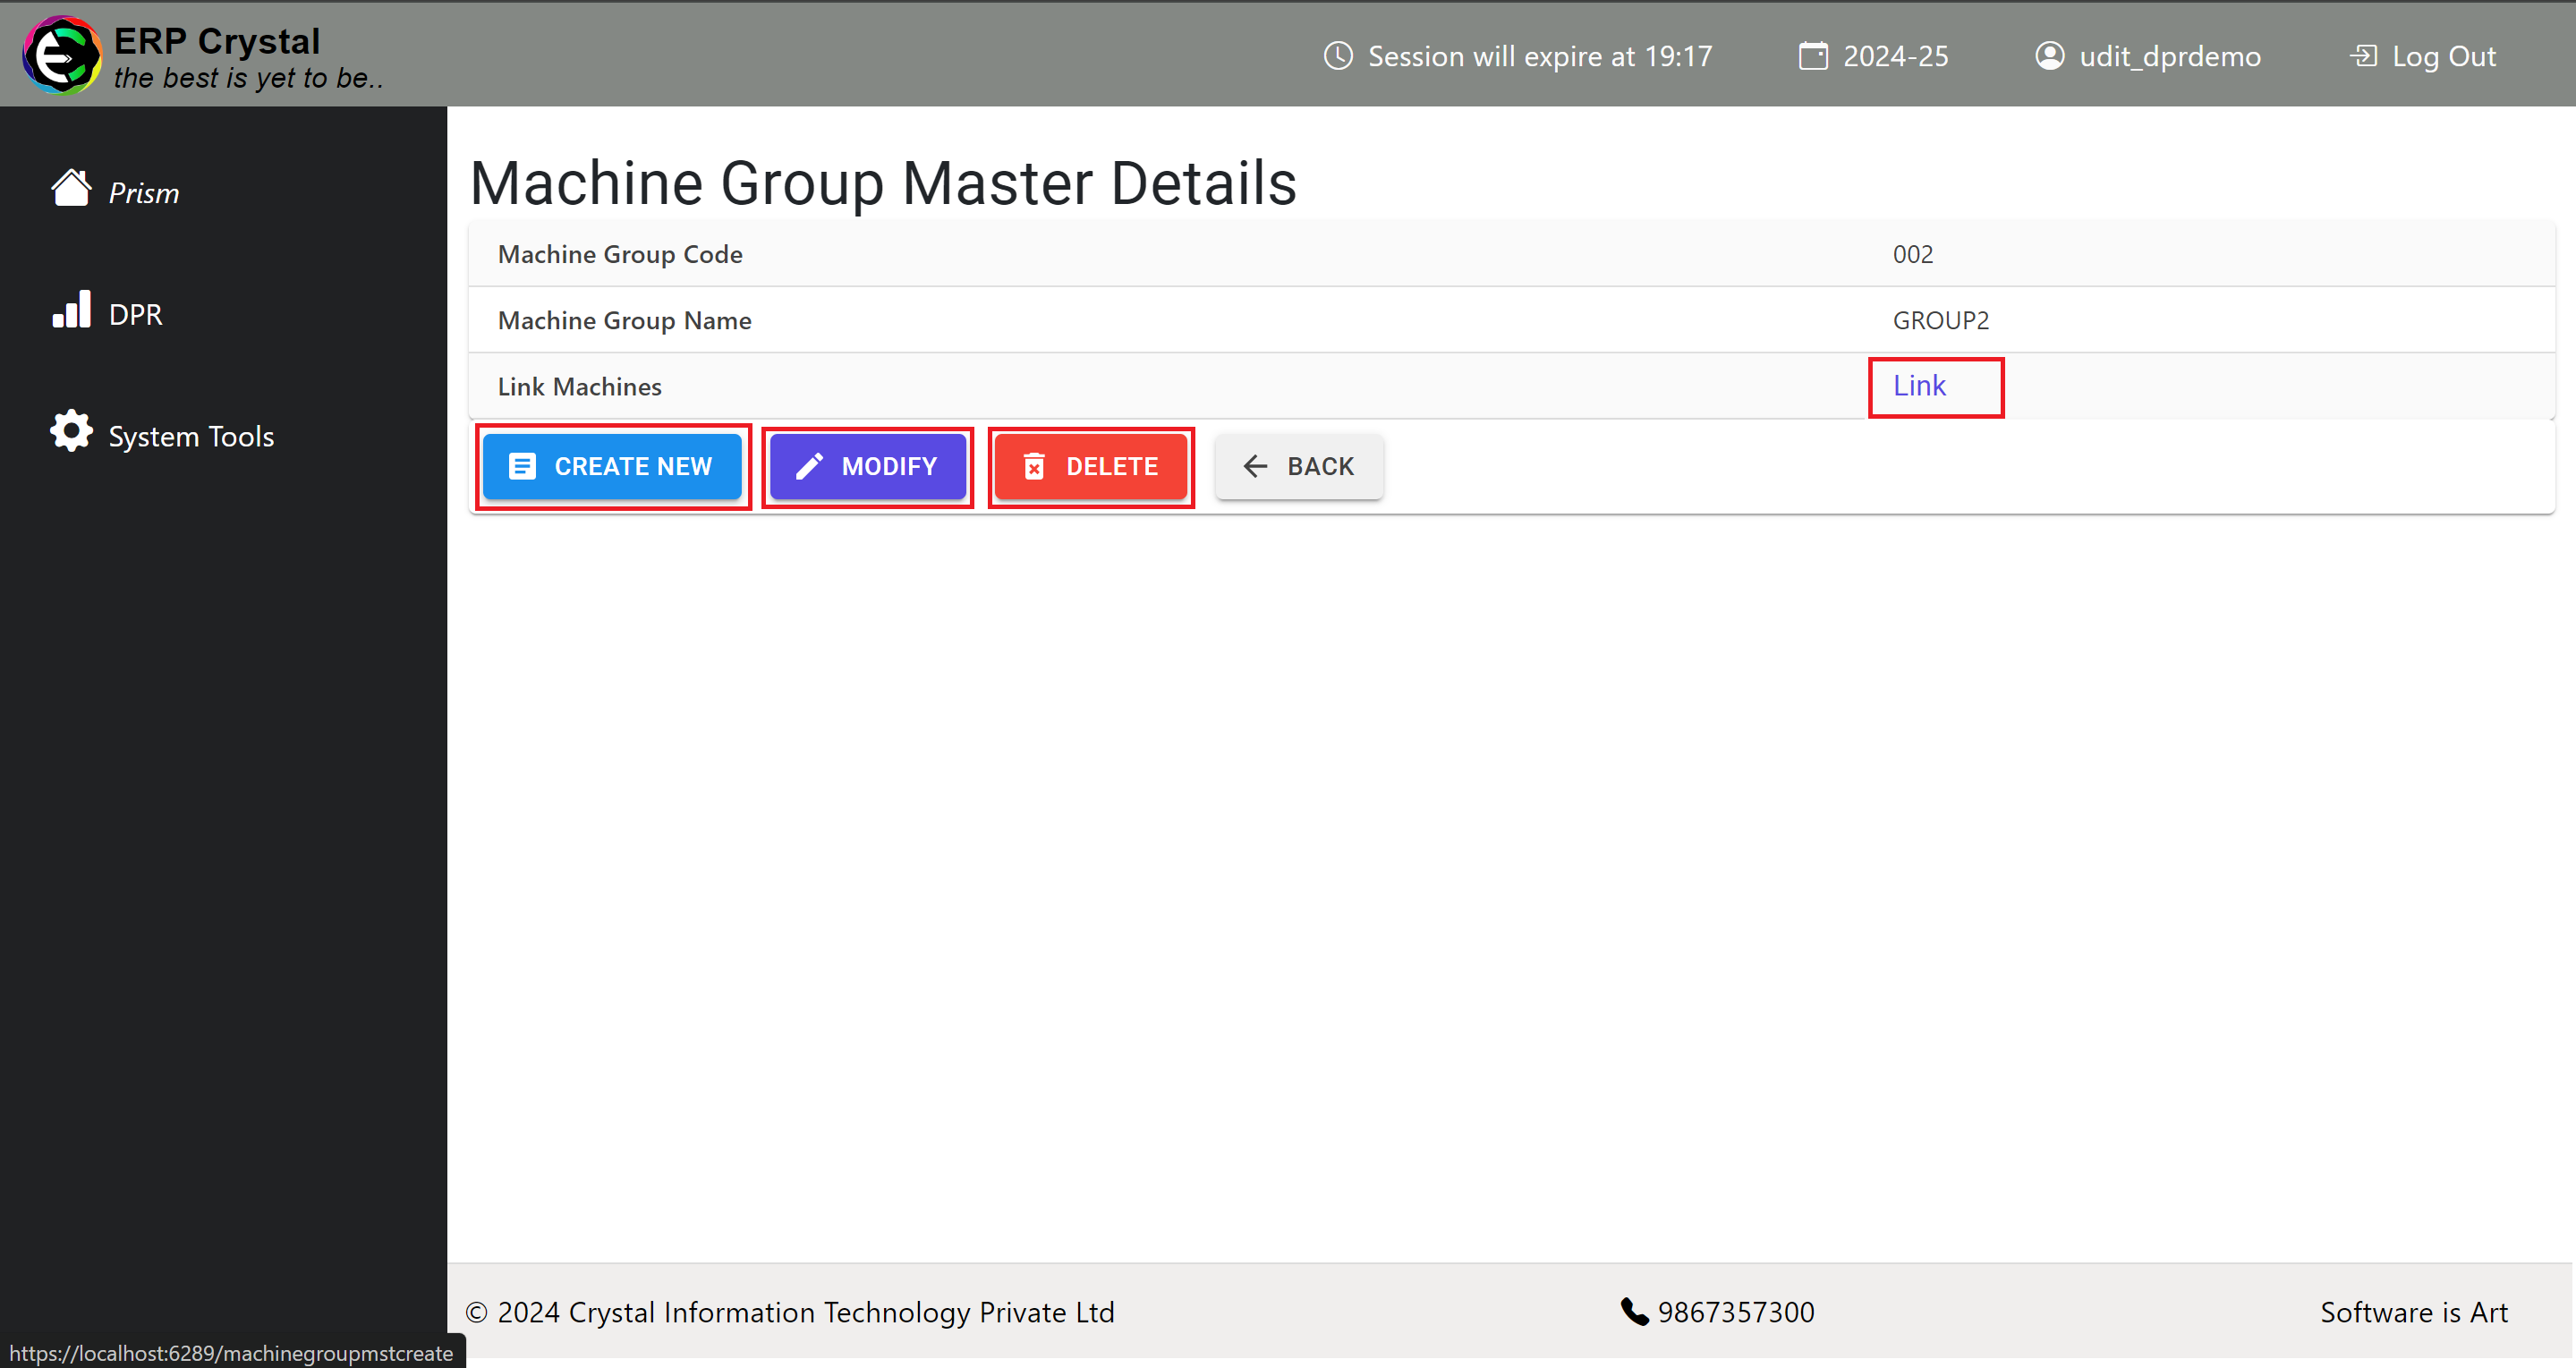 ERP Crystal
the best is yet to be..
Session will expire at 19:17
2024-25
udit_dprdemo
Log Out
Prism
DPR
System Tools
Machine Group Master Details
Machine Group Code 002
Machine Group Name GROUP2
Link Machines Link
CREATE NEW MODIFY DELETE BACK
© 2024 Crystal Information Technology Private Ltd 9867357300 Software is Art
https://localhost:6289/machinegroupmstcreate